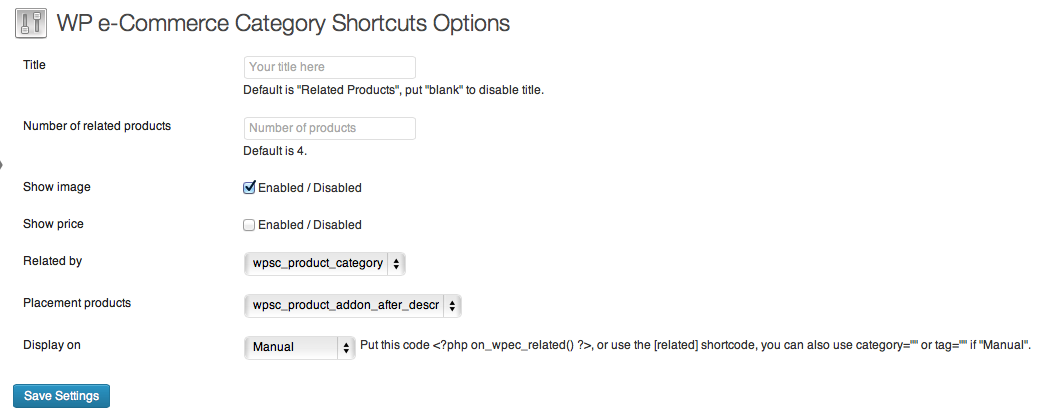 WP e-Commerce Category Shortcuts Options
Title
Your title here
Default is "Related Products", put "blank" to disable title.
Number of related products
Number of products
Default is 4.
Show image
Enabled / Disabled
Show price
Enabled / Disabled
Related by
wpsc_product_category
Placement products
wpsc_product_addon_after_descr
Display on
Manual
Put this code <?php on_wpec_related() ?>, or use the [related] shortcode, you can also use category="" or tag="" if "Manual".
Save Settings